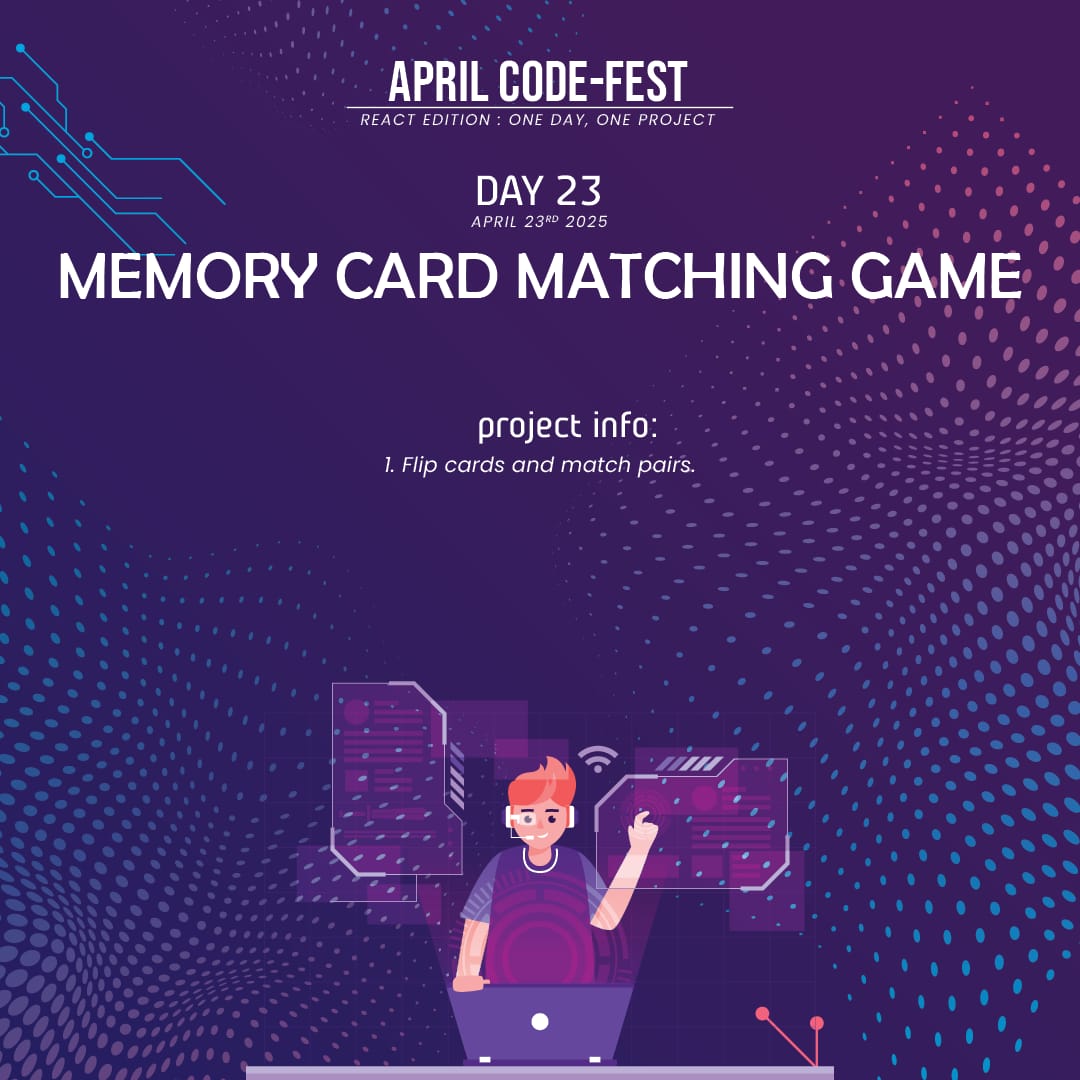 APRIL CODE-FEST
REACT EDITION : ONE DAY, ONE PROJECT
DAY 23
APRIL 23RD 2025
MEMORY CARD MATCHING GAME
project info:
1. Flip cards and match pairs.